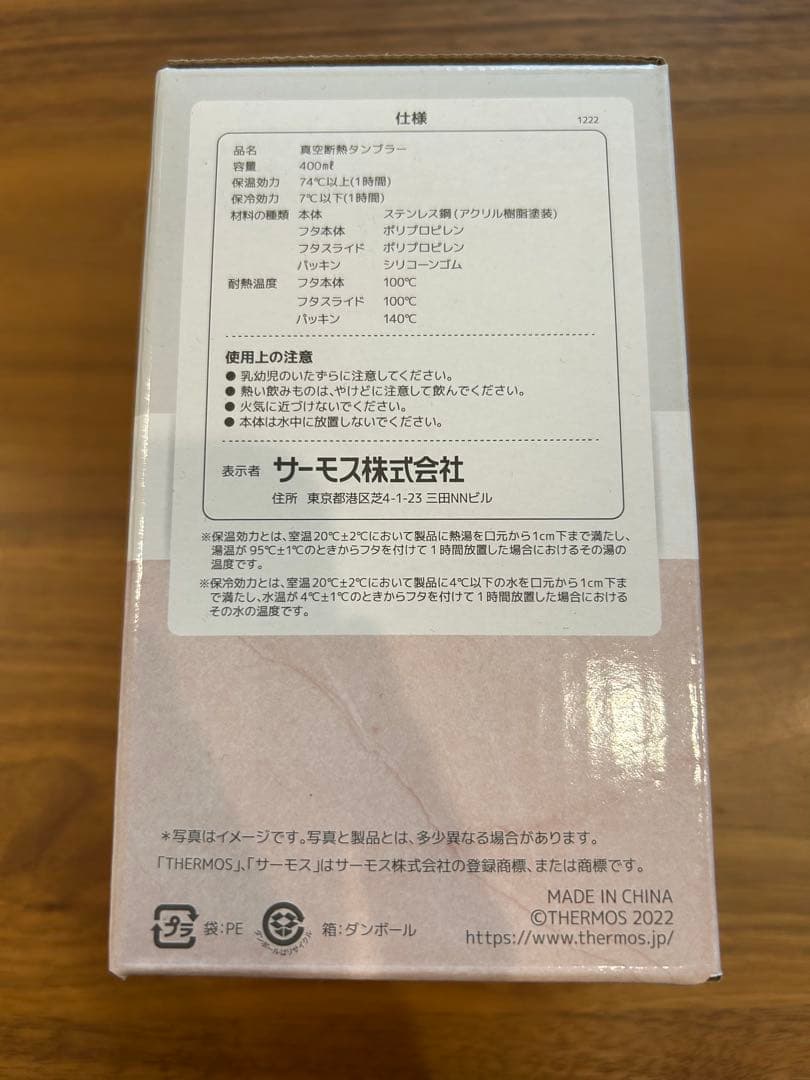 仕様 1222
品名 真空断熱タンブラー
容量 400mℓ
保温効力 74℃以上(1時間)
保冷効力 7℃以下(1時間)
材料の種類 本体 ステンレス鋼(アクリル樹脂塗装)
フタ本体 ポリプロピレン
フタスライド ポリプロピレン
パッキン シリコーンゴム
耐熱温度 フタ本体 100℃
フタスライド 100℃
パッキン 140℃
使用上の注意
● 乳幼児のいたずらに注意してください。
● 熱い飲みものは、やけどに注意して飲んでください。
● 火気に近づけないでください。
● 本体は水中に放置しないでください。
表示者 サーモス株式会社
住所 東京都港区芝4-1-23 三田NNビル
※保温効力とは、室温20℃±2℃において製品に熱湯を口元から1cm下まで満たし、
湯温が95℃±1℃のときからフタを付けて1時間放置した場合におけるその湯の
温度です。
※保冷効力とは、室温20℃±2℃において製品に4℃以下の水を口元から1cm下ま
で満たし、水温が4℃±1℃のときからフタを付けて1時間放置した場合における
その水の温度です。
*写真はイメージです。写真と製品とは、多少異なる場合があります。
「THERMOS」、「サーモス」はサーモス株式会社の登録商標、または商標です。
プラ 袋:PE ダンボールはリサイクル 箱:ダンボール
MADE IN CHINA
©THERMOS 2022
https://www.thermos.jp/